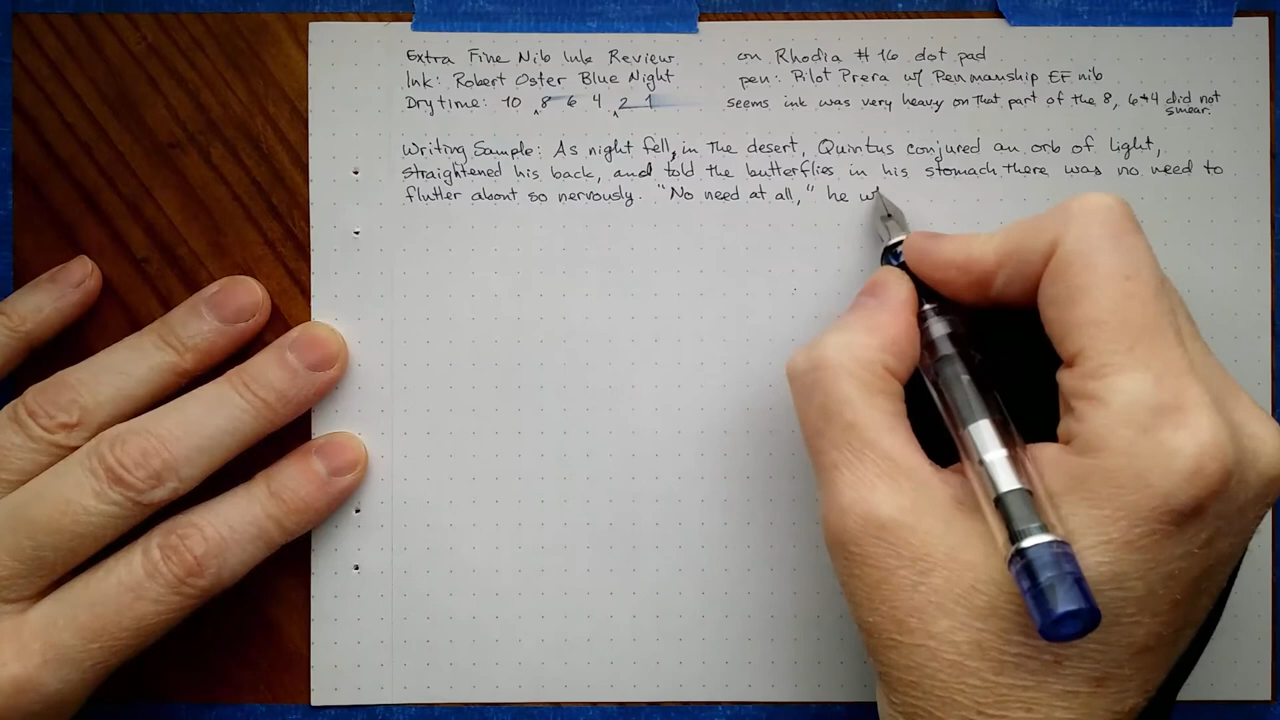 Extra Fine Nib Ink Review
on Rhodia # 16 dot pad
Ink: Robert Oster Blue Night
pen: Pilot Prera w/ Penmanship EF nib
Dry time: 10 8 6 4 2 1
seems ink was very heavy on that part of the 8, 6+4 did not smear.
Writing Sample: As night fell, in the desert, Quintus conjured an orb of light,
straightened his back, and told the butterflies in his stomach there was no need to
flutter about so nervously. "No need at all," he w